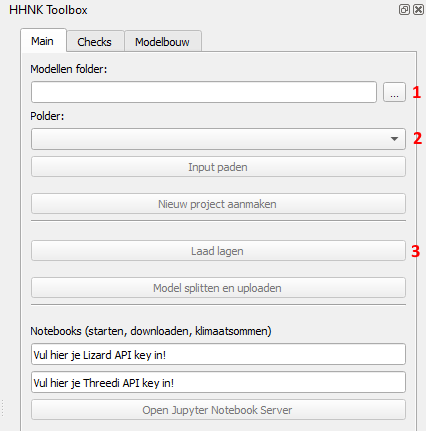 HHNK Toolbox
Main Checks Modelbouw
Modellen folder:
... 1
Polder:
2
Input paden
Nieuw project aanmaken
Laad lagen 3
Model splitten en uploaden
Notebooks (starten, downloaden, klimaatsommen)
Vul hier je Lizard API key in!
Vul hier je Threedi API key in!
Open Jupyter Notebook Server